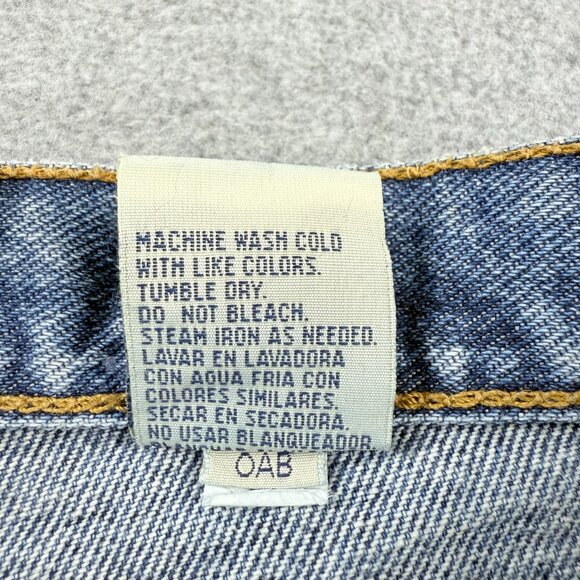 MACHINE WASH COLD
WITH LIKE COLORS.
TUMBLE DRY.
DO NOT BLEACH.
STEAM IRON AS NEEDED.
LAVAR EN LAVADORA
CON AGUA FRIA CON
COLORES SIMILARES.
SECAR EN SECADORA.
NO USAR BLANQUEADOR
OAB